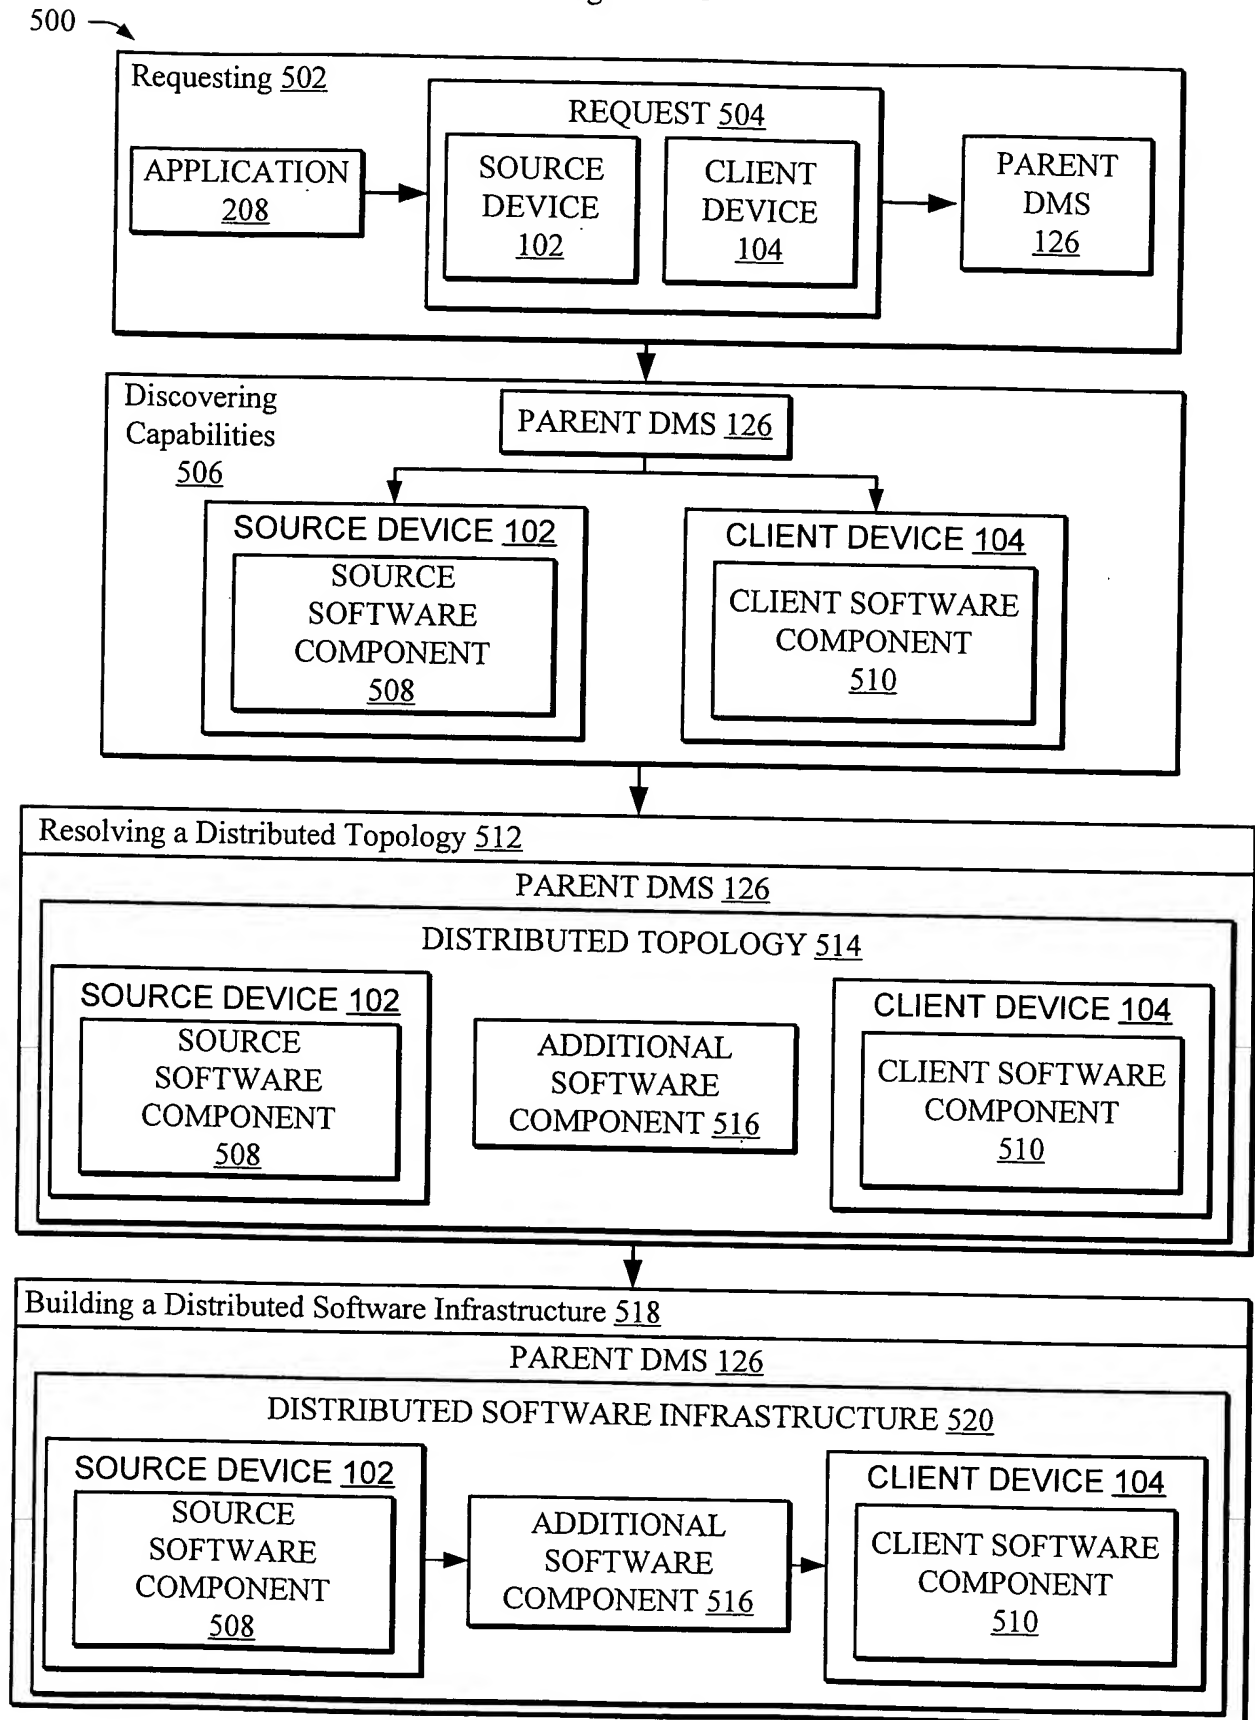 500
Requesting 502
REQUEST 504
APPLICATION
208
SOURCE
DEVICE
102
CLIENT
DEVICE
104
PARENT
DMS
126
Discovering
Capabilities
506
PARENT DMS 126
SOURCE DEVICE 102
SOURCE
SOFTWARE
COMPONENT
508
CLIENT DEVICE 104
CLIENT SOFTWARE
COMPONENT
510
Resolving a Distributed Topology 512
PARENT DMS 126
DISTRIBUTED TOPOLOGY 514
SOURCE DEVICE 102
SOURCE
SOFTWARE
COMPONENT
508
ADDITIONAL
SOFTWARE
COMPONENT 516
CLIENT DEVICE 104
CLIENT SOFTWARE
COMPONENT
510
Building a Distributed Software Infrastructure 518
PARENT DMS 126
DISTRIBUTED SOFTWARE INFRASTRUCTURE 520
SOURCE DEVICE 102
SOURCE
SOFTWARE
COMPONENT
508
ADDITIONAL
SOFTWARE
COMPONENT 516
CLIENT DEVICE 104
CLIENT SOFTWARE
COMPONENT
510